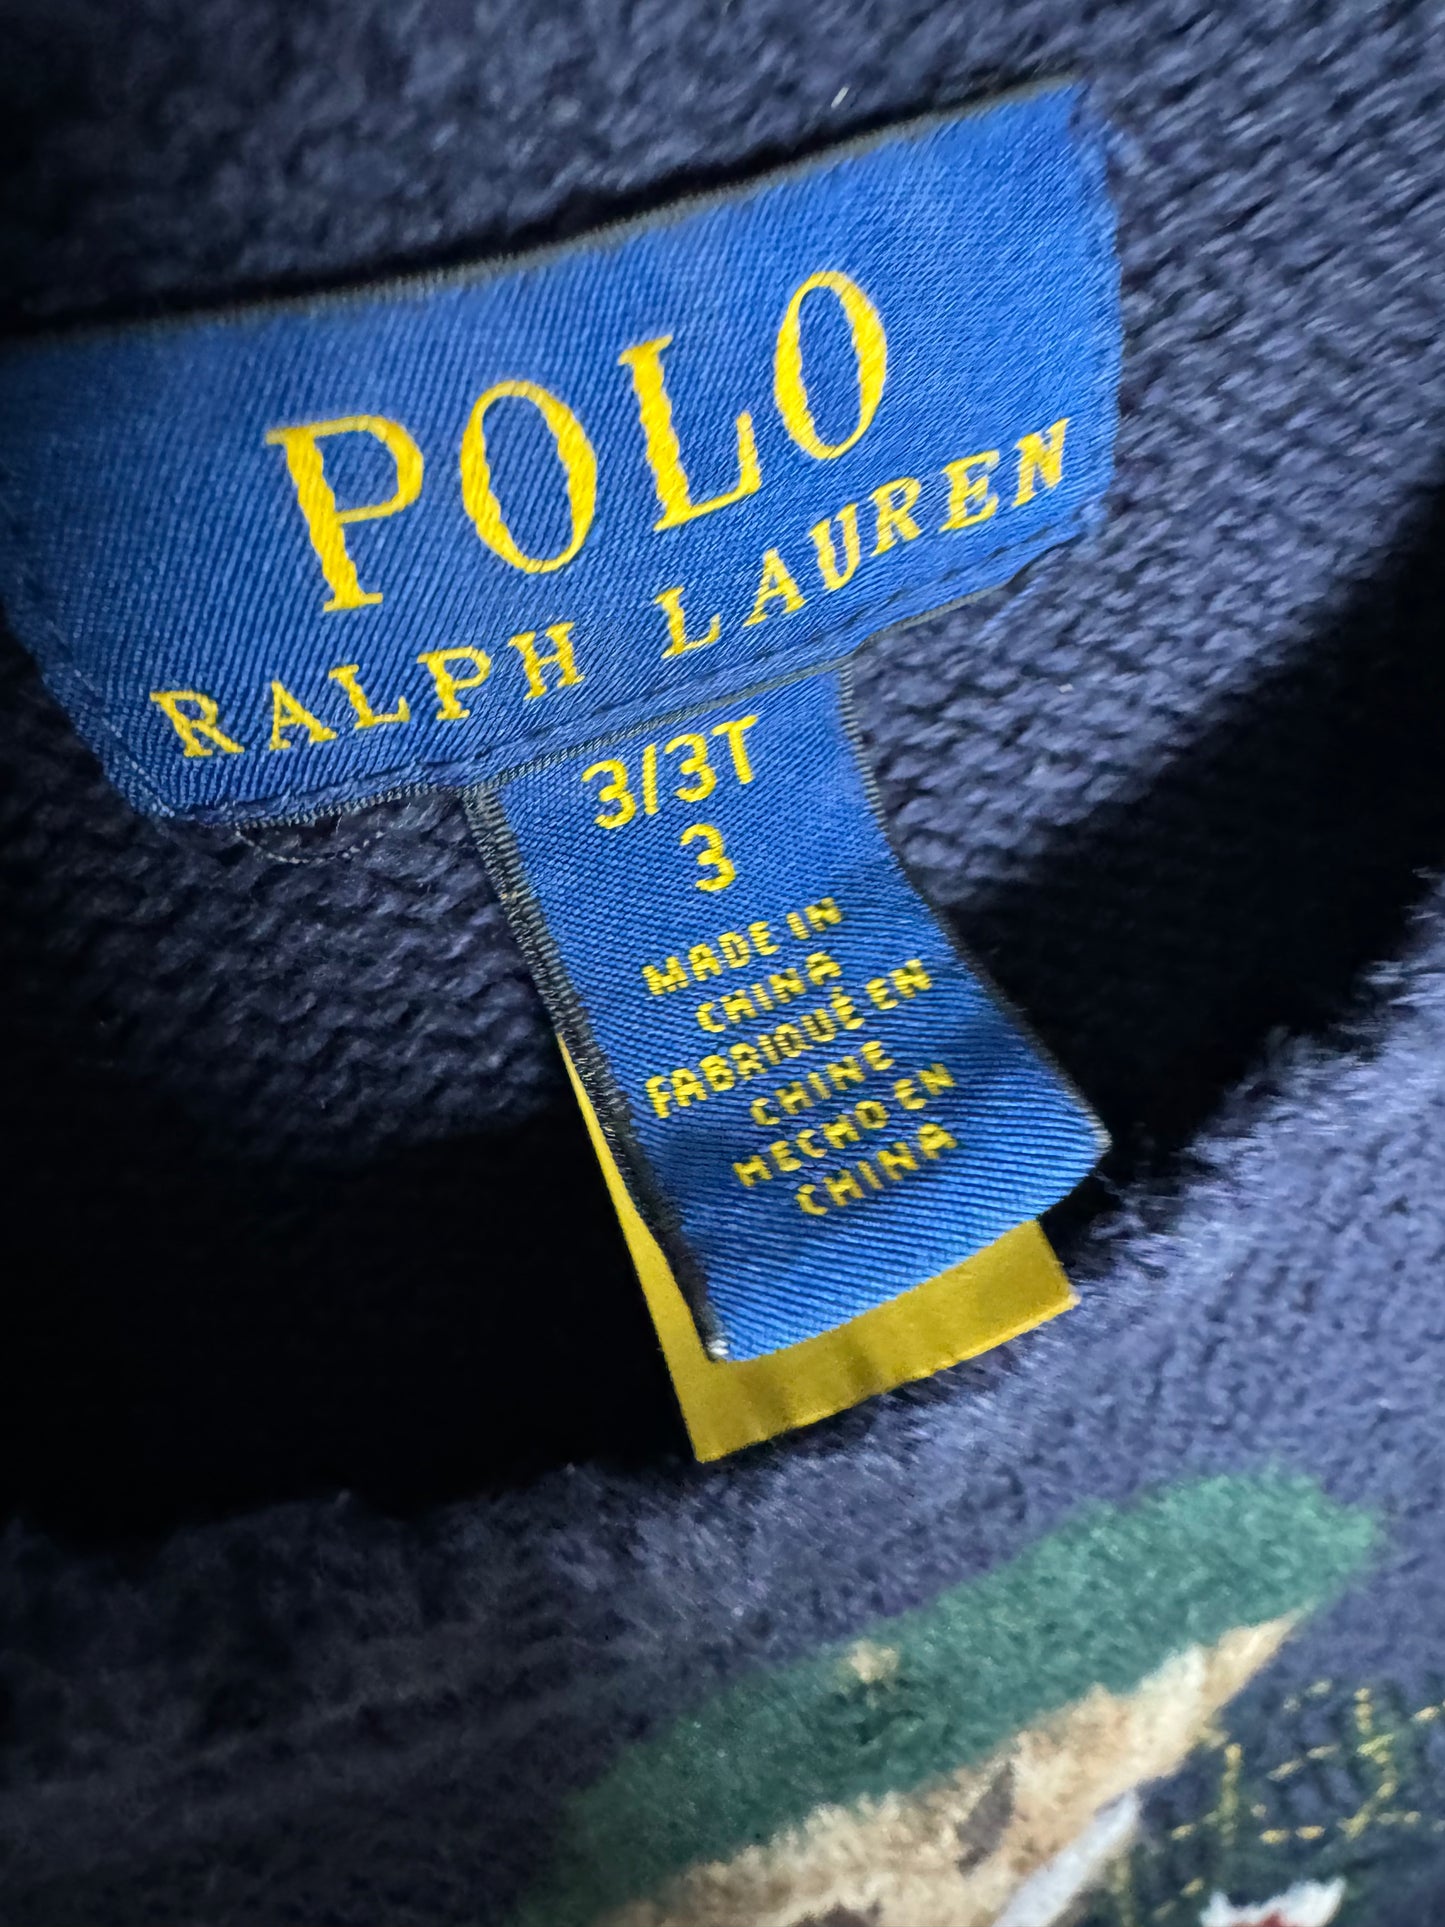 POLO
RALPH LAUREN
3/3T
3
MADE IN
CHINA
FABRIQUÉ EN
CHINE
HECHO EN
CHINA